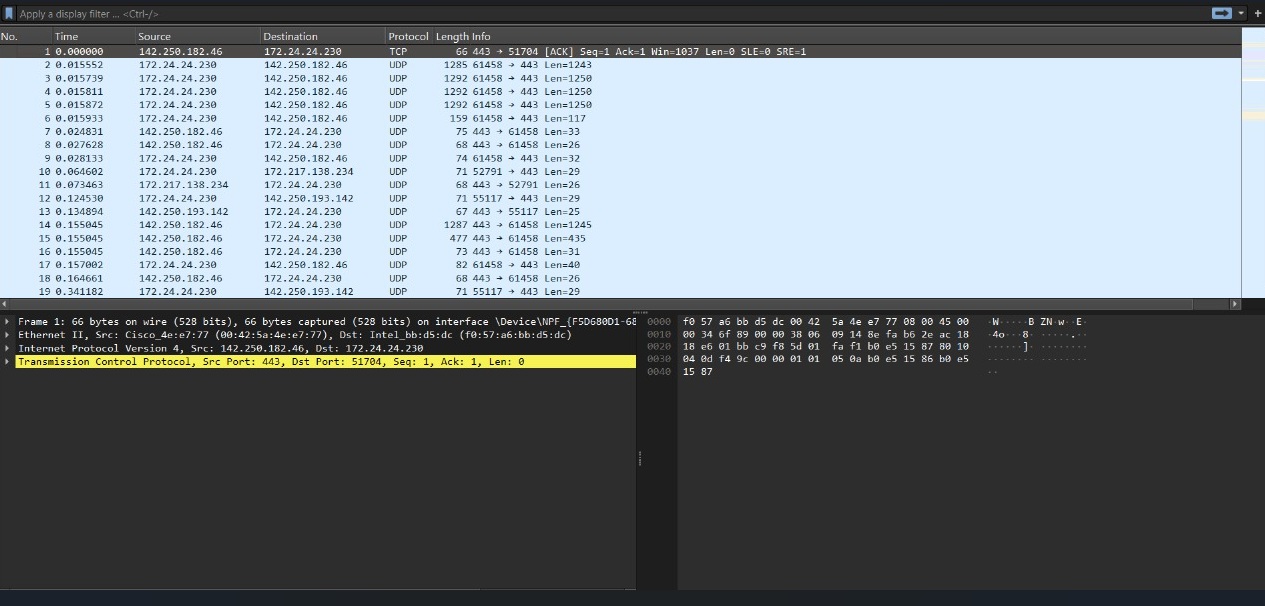 Apply a display filter ... <Ctrl-/>
+
No. Time Source Destination Protocol Length Info
1 0.000000 142.250.182.46 172.24.24.230 TCP 66 443 → 51704 [ACK] Seq=1 Ack=1 Win=1037 Len=0 SLE=0 SRE=1
2 0.015552 172.24.24.230 142.250.182.46 UDP 1285 61458 → 443 Len=1243
3 0.015739 172.24.24.230 142.250.182.46 UDP 1292 61458 → 443 Len=1250
4 0.015811 172.24.24.230 142.250.182.46 UDP 1292 61458 → 443 Len=1250
5 0.015872 172.24.24.230 142.250.182.46 UDP 1292 61458 → 443 Len=1250
6 0.015933 172.24.24.230 142.250.182.46 UDP 159 61458 → 443 Len=117
7 0.024831 142.250.182.46 172.24.24.230 UDP 75 443 → 61458 Len=33
8 0.027628 142.250.182.46 172.24.24.230 UDP 68 443 → 61458 Len=26
9 0.028133 172.24.24.230 142.250.182.46 UDP 74 61458 → 443 Len=32
10 0.064602 172.24.24.230 172.217.138.234 UDP 71 52791 → 443 Len=29
11 0.073463 172.217.138.234 172.24.24.230 UDP 68 443 → 52791 Len=26
12 0.124530 172.24.24.230 142.250.193.142 UDP 71 55117 → 443 Len=29
13 0.134894 142.250.193.142 172.24.24.230 UDP 67 443 → 55117 Len=25
14 0.155045 142.250.182.46 172.24.24.230 UDP 1287 443 → 61458 Len=1245
15 0.155045 142.250.182.46 172.24.24.230 UDP 477 443 → 61458 Len=435
16 0.155045 142.250.182.46 172.24.24.230 UDP 73 443 → 61458 Len=31
17 0.157002 172.24.24.230 142.250.182.46 UDP 82 61458 → 443 Len=40
18 0.164661 142.250.182.46 172.24.24.230 UDP 68 443 → 61458 Len=26
19 0.341182 172.24.24.230 142.250.193.142 UDP 71 55117 → 443 Len=29
Frame 1: 66 bytes on wire (528 bits), 66 bytes captured (528 bits) on interface \Device\NPF_{F5D680D1-68
Ethernet II, Src: Cisco_4e:e7:77 (00:42:5a:4e:e7:77), Dst: Intel_bb:d5:dc (f0:57:a6:bb:d5:dc)
Internet Protocol Version 4, Src: 142.250.182.46, Dst: 172.24.24.230
Transmission Control Protocol, Src Port: 443, Dst Port: 51704, Seq: 1, Ack: 1, Len: 0
0000 f0 57 a6 bb d5 dc 00 42 5a 4e e7 77 08 00 45 00 ·W·····B ZN·w··E·
0010 00 34 6f 89 00 00 38 06 09 14 8e fa b6 2e ac 18 ·4o···8· ·····.··
0020 18 e6 01 bb c9 f8 5d 01 fa f1 b0 e5 15 87 80 10 ······]· ········
0030 04 0d f4 9c 00 00 01 01 05 0a b0 e5 15 86 b0 e5 ········ ········
0040 15 87 ··